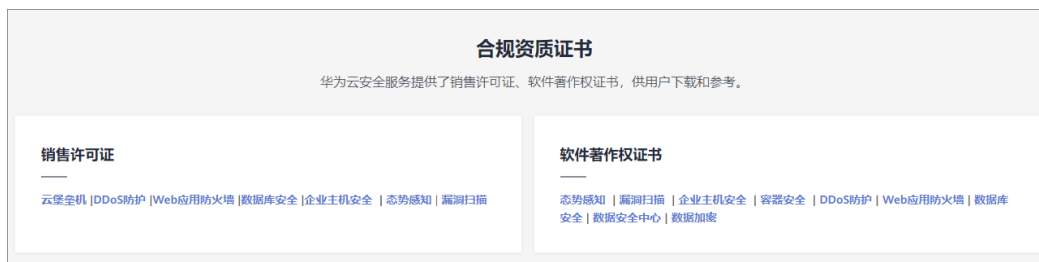 合规资质证书
华为云安全服务提供了销售许可证、软件著作权证书，供用户下载和参考。
销售许可证
云堡垒机 |DDoS防护 |Web应用防火墙 |数据库安全 |企业主机安全 | 态势感知 | 漏洞扫描
软件著作权证书
态势感知 | 漏洞扫描 | 企业主机安全 | 容器安全 | DDoS防护 | Web应用防火墙 | 数据库
安全 | 数据安全中心 | 数据加密